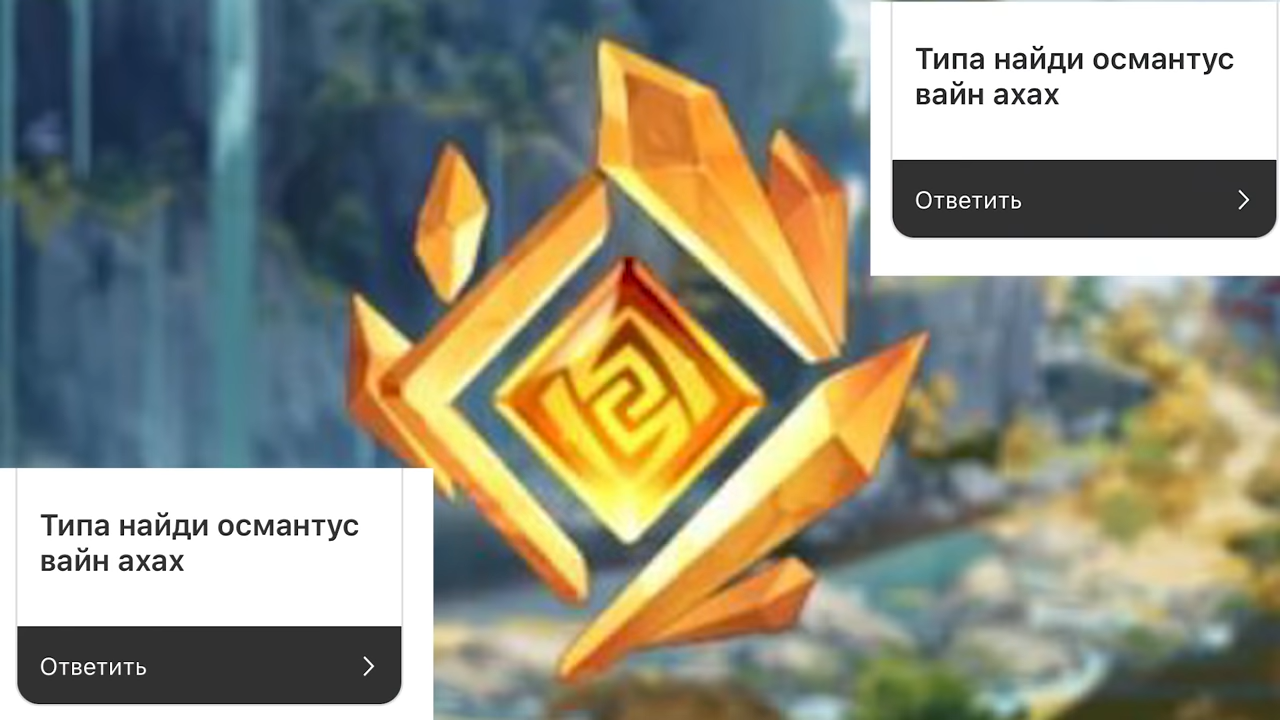 Типа найди османтус
вайн ахах
Ответить
Типа найди османтус
вайн ахах
Ответить